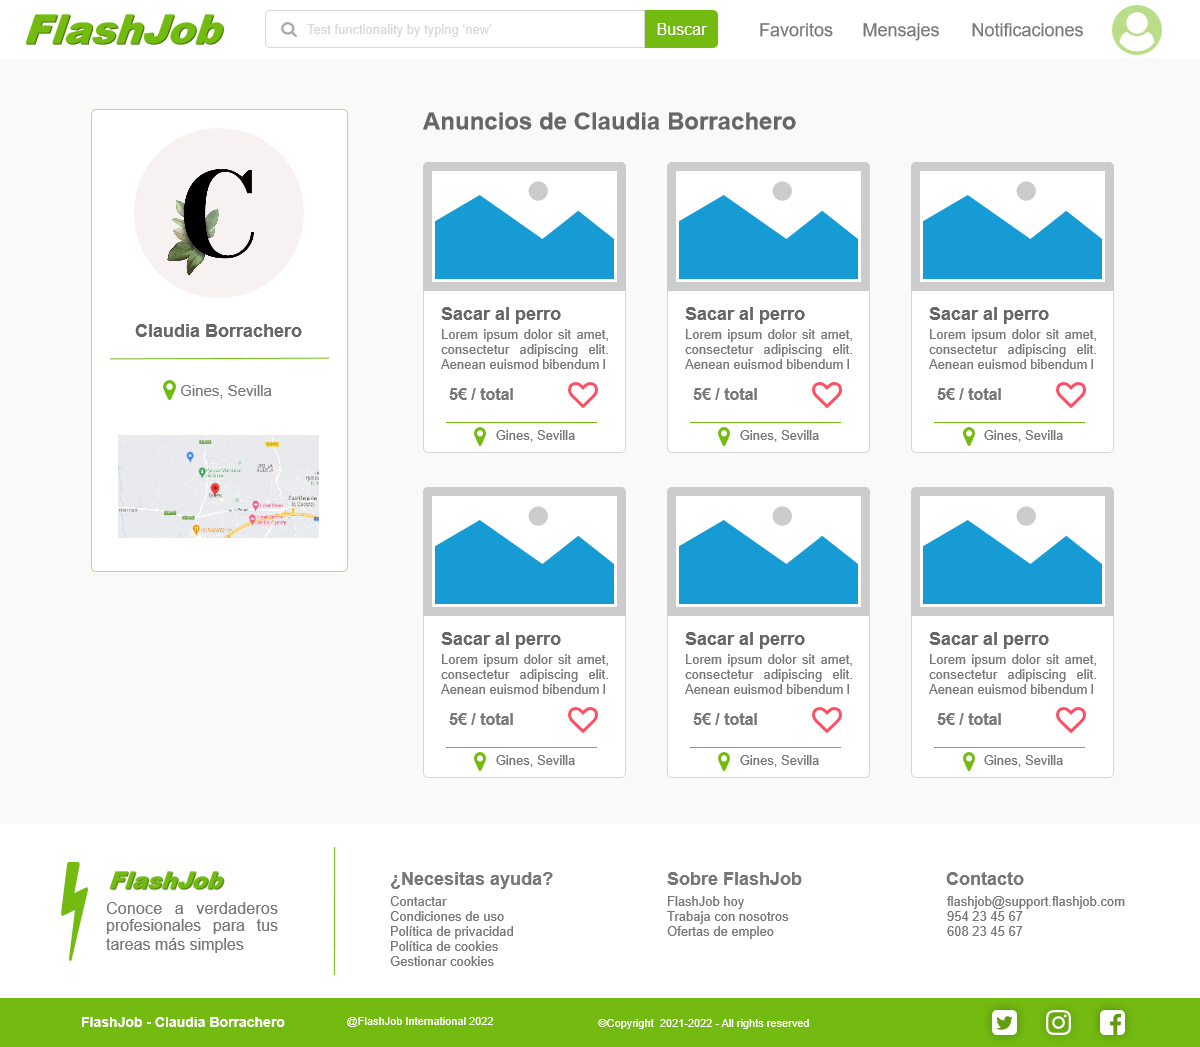 FlashJob
Test functionality by typing 'new'
Buscar
Favoritos
Mensajes
Notificaciones
C
Claudia Borrachero
Gines, Sevilla
Anuncios de Claudia Borrachero
Sacar al perro
Lorem ipsum dolor sit amet,
consectetur adipiscing elit.
Aenean euismod bibendum l
5€ / total
Gines, Sevilla
Sacar al perro
Lorem ipsum dolor sit amet,
consectetur adipiscing elit.
Aenean euismod bibendum l
5€ / total
Gines, Sevilla
Sacar al perro
Lorem ipsum dolor sit amet,
consectetur adipiscing elit.
Aenean euismod bibendum l
5€ / total
Gines, Sevilla
Sacar al perro
Lorem ipsum dolor sit amet,
consectetur adipiscing elit.
Aenean euismod bibendum l
5€ / total
Gines, Sevilla
Sacar al perro
Lorem ipsum dolor sit amet,
consectetur adipiscing elit.
Aenean euismod bibendum l
5€ / total
Gines, Sevilla
Sacar al perro
Lorem ipsum dolor sit amet,
consectetur adipiscing elit.
Aenean euismod bibendum l
5€ / total
Gines, Sevilla
FlashJob
Conoce a verdaderos
profesionales para tus
tareas más simples
¿Necesitas ayuda?
Contactar
Condiciones de uso
Política de privacidad
Política de cookies
Gestionar cookies
Sobre FlashJob
FlashJob hoy
Trabaja con nosotros
Ofertas de empleo
Contacto
flashjob@support.flashjob.com
954 23 45 67
608 23 45 67
FlashJob - Claudia Borrachero
@FlashJob International 2022
©Copyright 2021-2022 - All rights reserved